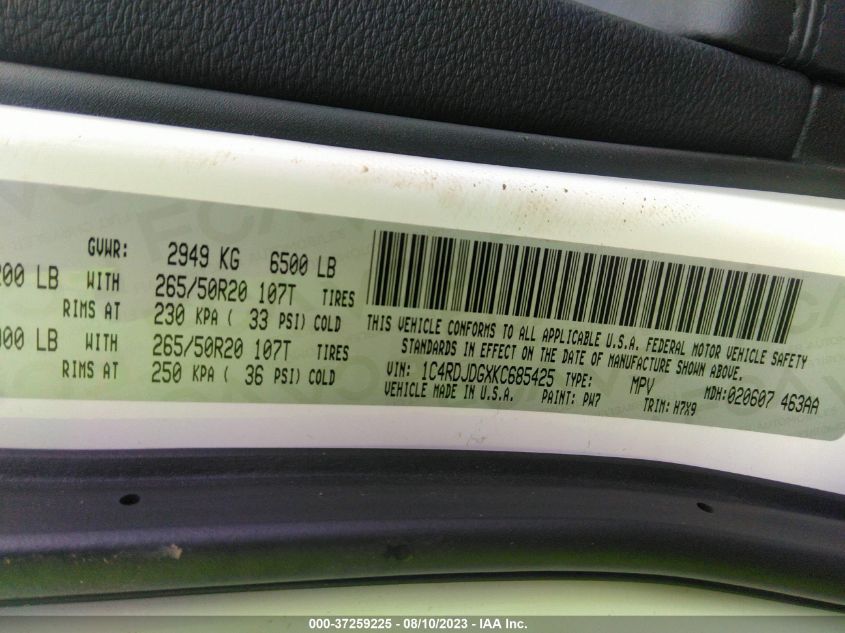 GVWR: 2949 KG 6500 LB
200 LB WITH 265/50R20 107T TIRES
RIMS AT 230 KPA ( 33 PSI) COLD
000 LB WITH 265/50R20 107T TIRES
RIMS AT 250 KPA ( 36 PSI) COLD
THIS VEHICLE CONFORMS TO ALL APPLICABLE U.S.A. FEDERAL MOTOR VEHICLE SAFETY
STANDARDS IN EFFECT ON THE DATE OF MANUFACTURE SHOWN ABOVE.
VIN: 1C4RDJDGXKC685425 TYPE: MPV MDH:020607 463AA
VEHICLE MADE IN U.S.A. PAINT: PW7 TRIM: H7X9
000-37259225 - 08/10/2023 - IAA Inc.